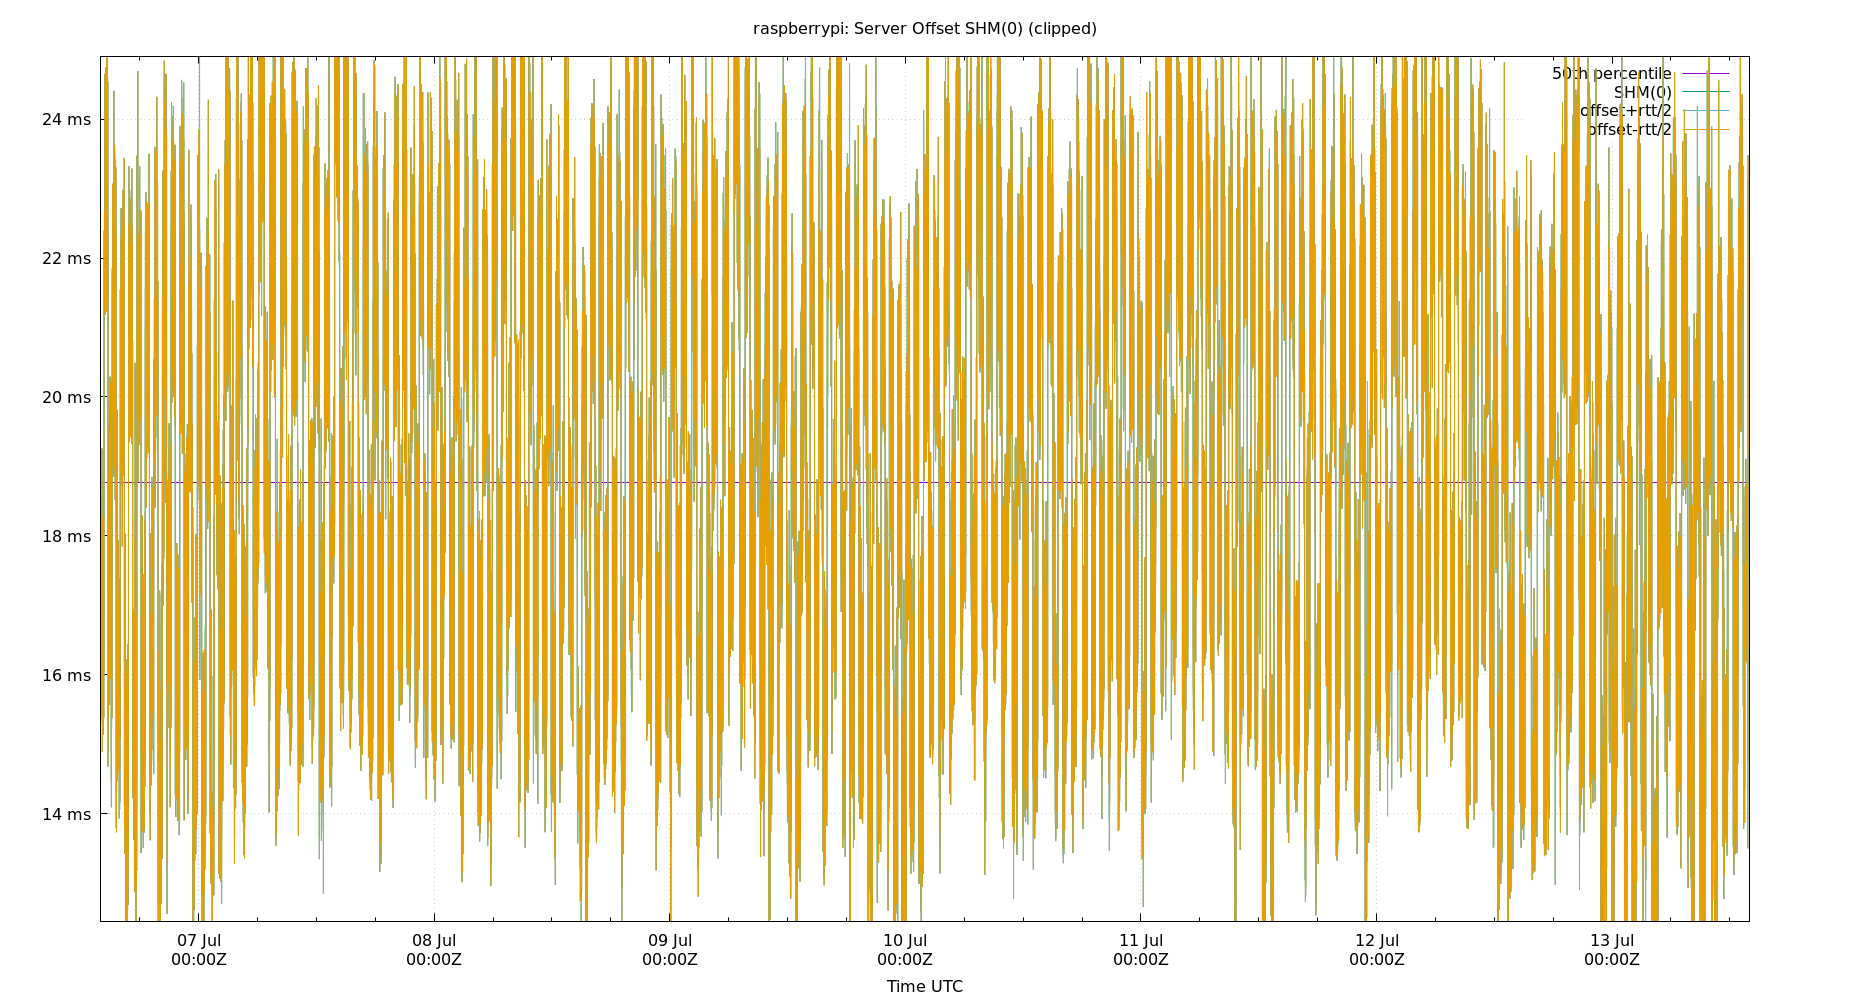 raspberrypi: Server Offset SHM(0) (clipped)
50th percentile
SHM(0)
offset+rtt/2
offset-rtt/2
24 ms
22 ms
20 ms
18 ms
16 ms
14 ms
07 Jul 08 Jul 09 Jul 10 Jul 11 Jul 12 Jul 13 Jul
00:00Z 00:00Z 00:00Z 00:00Z 00:00Z 00:00Z 00:00Z
Time UTC